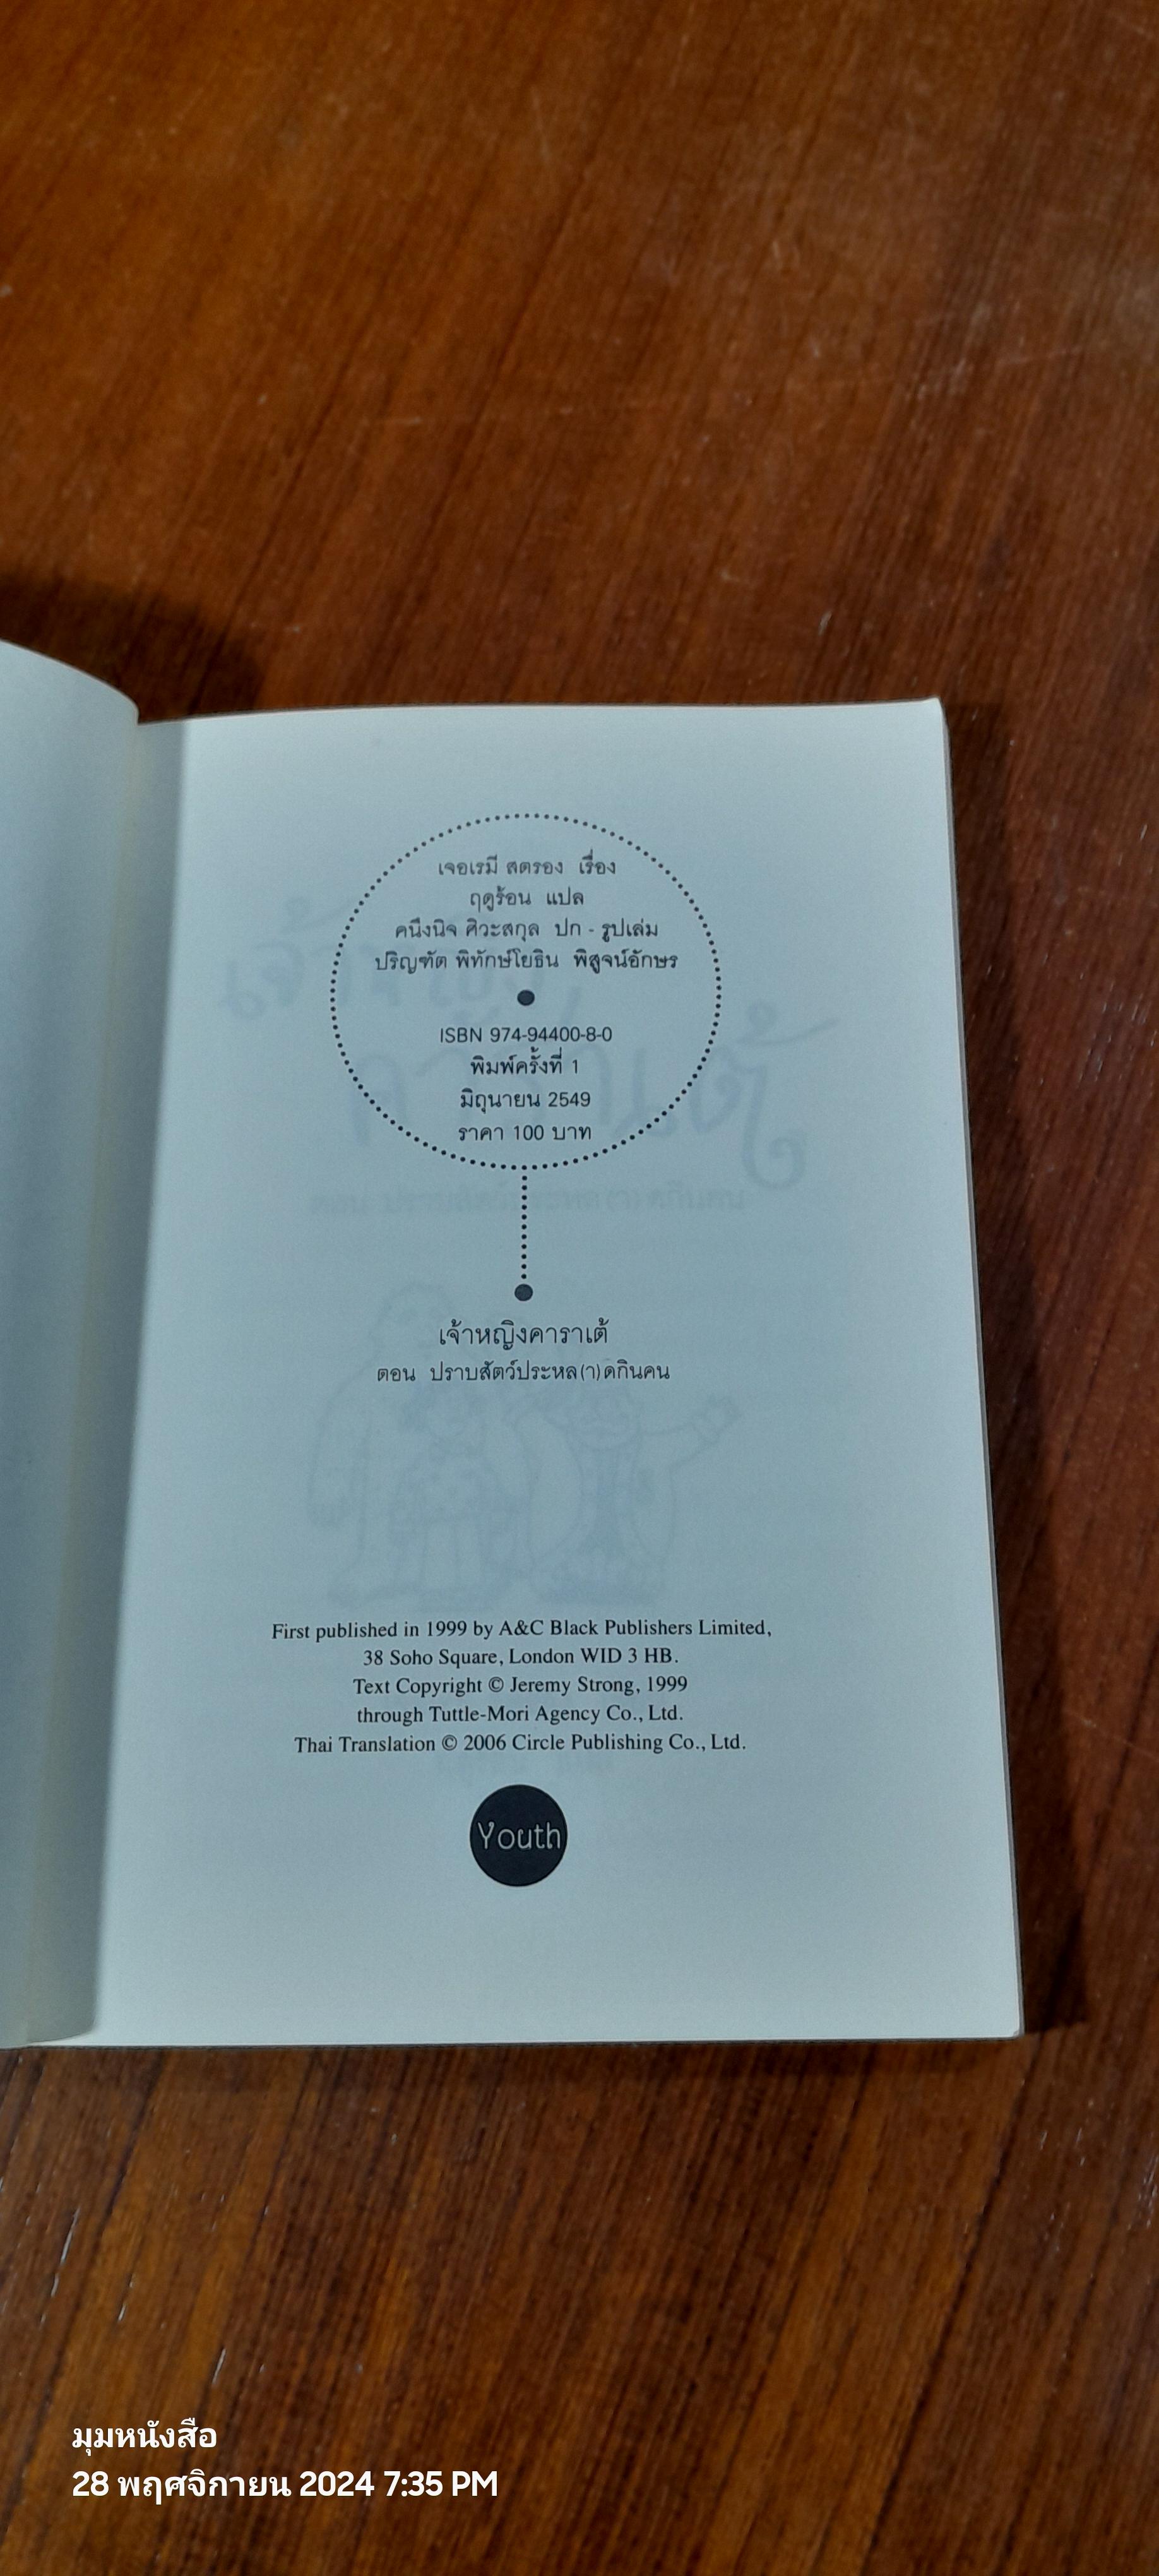 เจอเรมี สตรอง เรื่อง
ฤดูร้อน แปล
คนึงนิจ ศิวะสกุล ปก - รูปเล่ม
ปริญฑัต พิทักษ์โยธิน พิสูจน์อักษร
ISBN 974-94400-8-0
พิมพ์ครั้งที่ 1
มิถุนายน 2549
ราคา 100 บาท
เจ้าหญิงคาราเต้
ตอน ปราบสัตว์ประหล(า)ดกินคน
First published in 1999 by A&C Black Publishers Limited,
38 Soho Square, London WID 3 HB.
Text Copyright © Jeremy Strong, 1999
through Tuttle-Mori Agency Co., Ltd.
Thai Translation © 2006 Circle Publishing Co., Ltd.
Youth
มุมหนังสือ
28 พฤศจิกายน 2024 7:35 PM